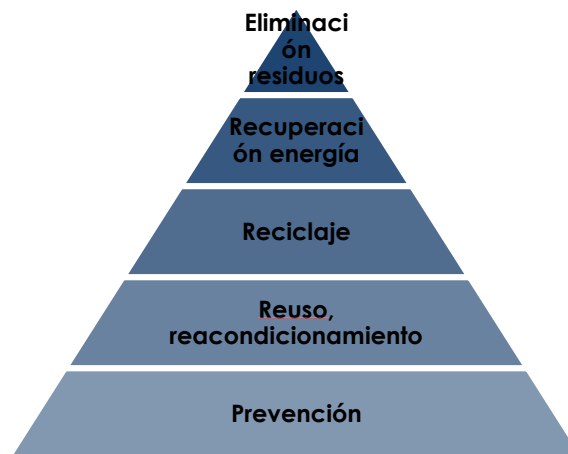 Eliminaci
ón
residuos
Recuperaci
ón energía
Reciclaje
Reuso,
reacondicionamiento
Prevención